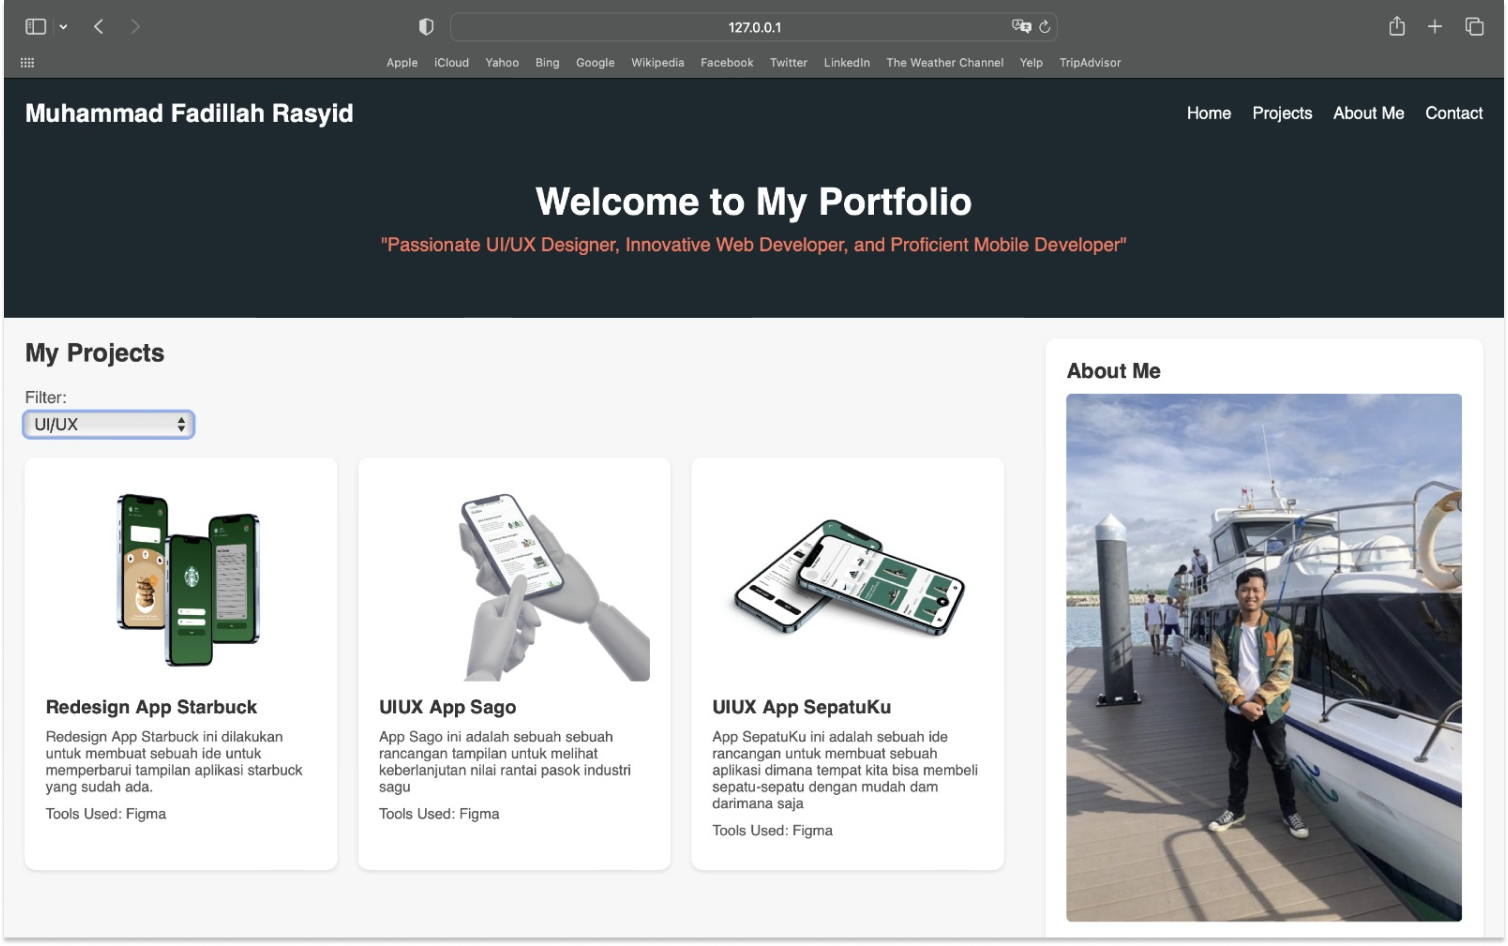 127.0.0.1
Apple iCloud Yahoo Bing Google Wikipedia Facebook Twitter LinkedIn The Weather Channel Yelp TripAdvisor
Muhammad Fadillah Rasyid
Home Projects About Me Contact
Welcome to My Portfolio
"Passionate UI/UX Designer, Innovative Web Developer, and Proficient Mobile Developer"
My Projects
Filter:
UI/UX
Redesign App Starbuck
Redesign App Starbuck ini dilakukan
untuk membuat sebuah ide untuk
memperbarui tampilan aplikasi starbuck
yang sudah ada.
Tools Used: Figma
UIUX App Sago
App Sago ini adalah sebuah sebuah
rancangan tampilan untuk melihat
keberlanjutan nilai rantai pasok industri
sagu
Tools Used: Figma
UIUX App SepatuKu
App SepatuKu ini adalah sebuah ide
rancangan untuk membuat sebuah
aplikasi dimana tempat kita bisa membeli
sepatu-sepatu dengan mudah dam
darimana saja
Tools Used: Figma
About Me